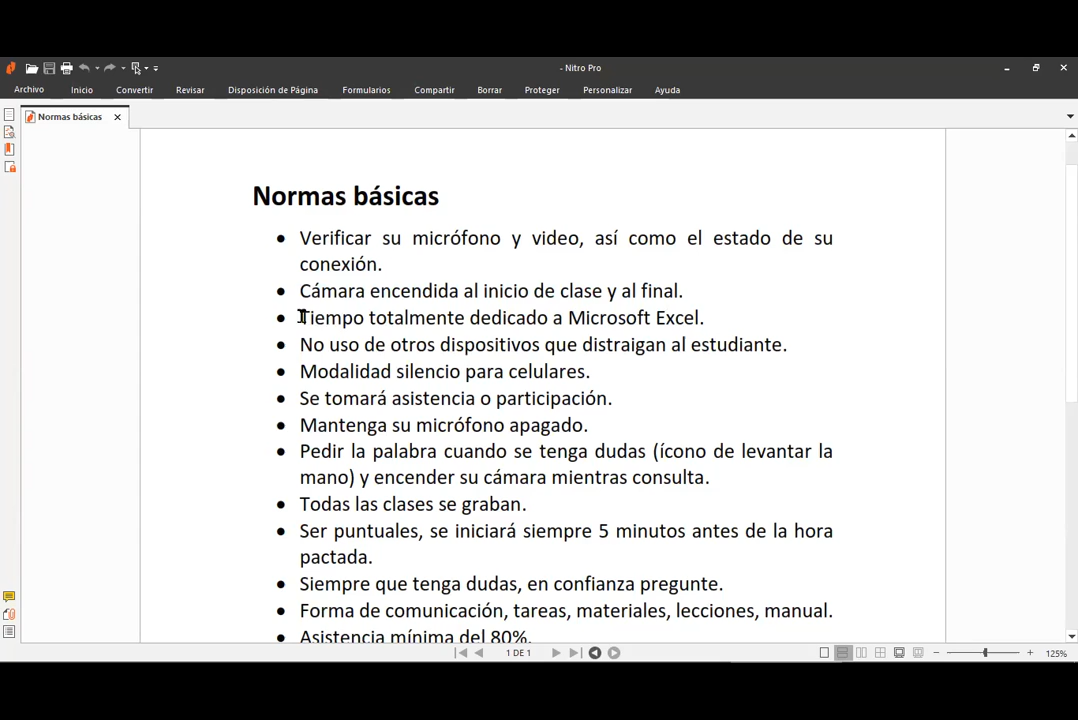 - Nitro Pro
Archivo Inicio Convertir Revisar Disposición de Página Formularios Compartir Borrar Proteger Personalizar Ayuda
Normas básicas
Normas básicas
• Verificar su micrófono y video, así como el estado de su
conexión.
• Cámara encendida al inicio de clase y al final.
• Tiempo totalmente dedicado a Microsoft Excel.
• No uso de otros dispositivos que distraigan al estudiante.
• Modalidad silencio para celulares.
• Se tomará asistencia o participación.
• Mantenga su micrófono apagado.
• Pedir la palabra cuando se tenga dudas (ícono de levantar la
mano) y encender su cámara mientras consulta.
• Todas las clases se graban.
• Ser puntuales, se iniciará siempre 5 minutos antes de la hora
pactada.
• Siempre que tenga dudas, en confianza pregunte.
• Forma de comunicación, tareas, materiales, lecciones, manual.
• Asistencia mínima del 80%.
1 DE 1
125%